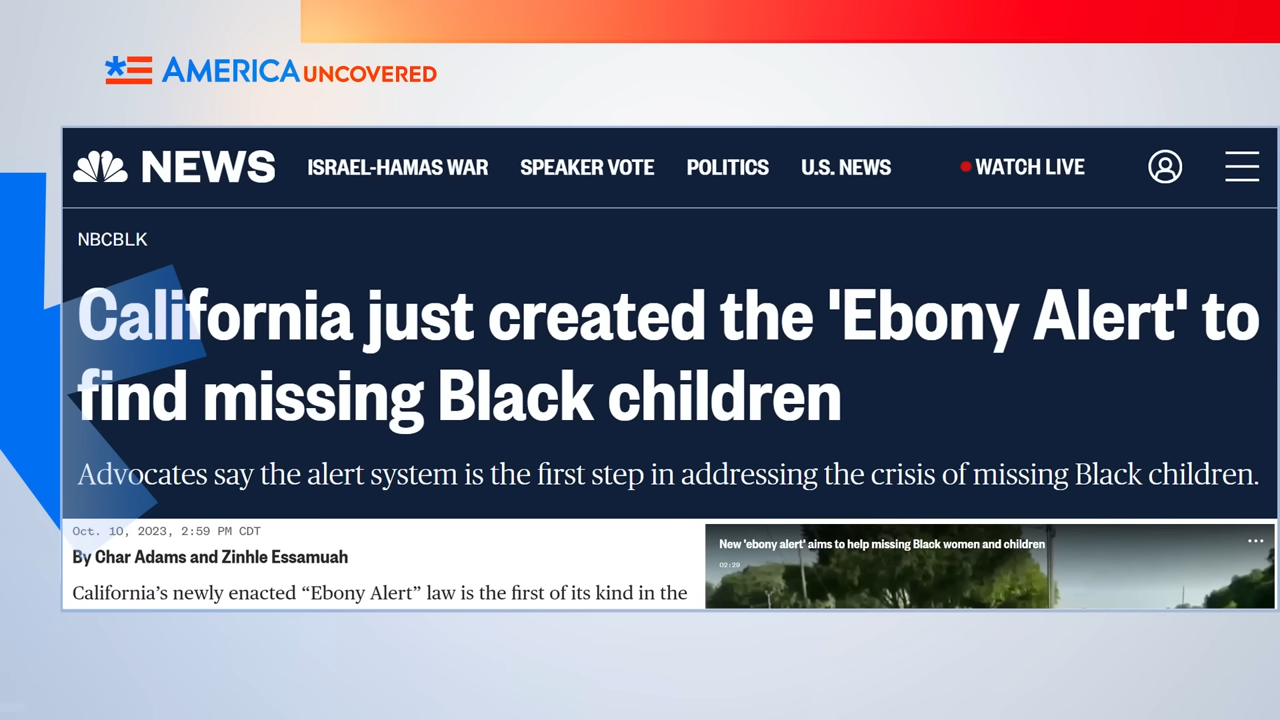 AMERICA UNCOVERED
NEWS ISRAEL-HAMAS WAR SPEAKER VOTE POLITICS U.S. NEWS WATCH LIVE
NBCBLK
California just created the 'Ebony Alert' to
find missing Black children
Advocates say the alert system is the first step in addressing the crisis of missing Black children.
Oct. 10, 2023, 2:59 PM CDT
By Char Adams and Zinhle Essamuah
California’s newly enacted “Ebony Alert” law is the first of its kind in the
New 'ebony alert' aims to help missing Black women and children
02:29